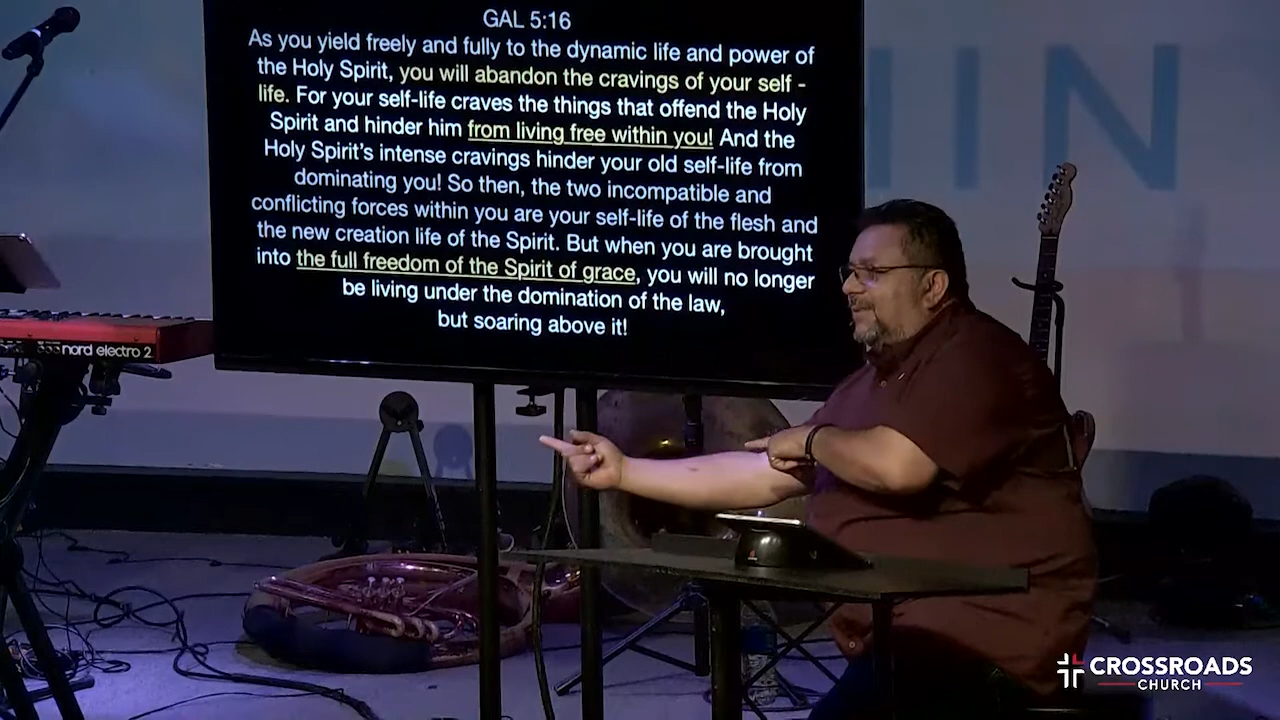 GAL 5:16
As you yield freely and fully to the dynamic life and power of
the Holy Spirit, you will abandon the cravings of your self -
life. For your self-life craves the things that offend the Holy
Spirit and hinder him from living free within you! And the
Holy Spirit's intense cravings hinder your old self-life from
dominating you! So then, the two incompatible and
conflicting forces within you are your self-life of the flesh and
the new creation life of the Spirit. But when you are brought
into the full freedom of the Spirit of grace, you will no longer
be living under the domination of the law,
but soaring above it!
IN
nord electro 2
CROSSROADS
CHURCH